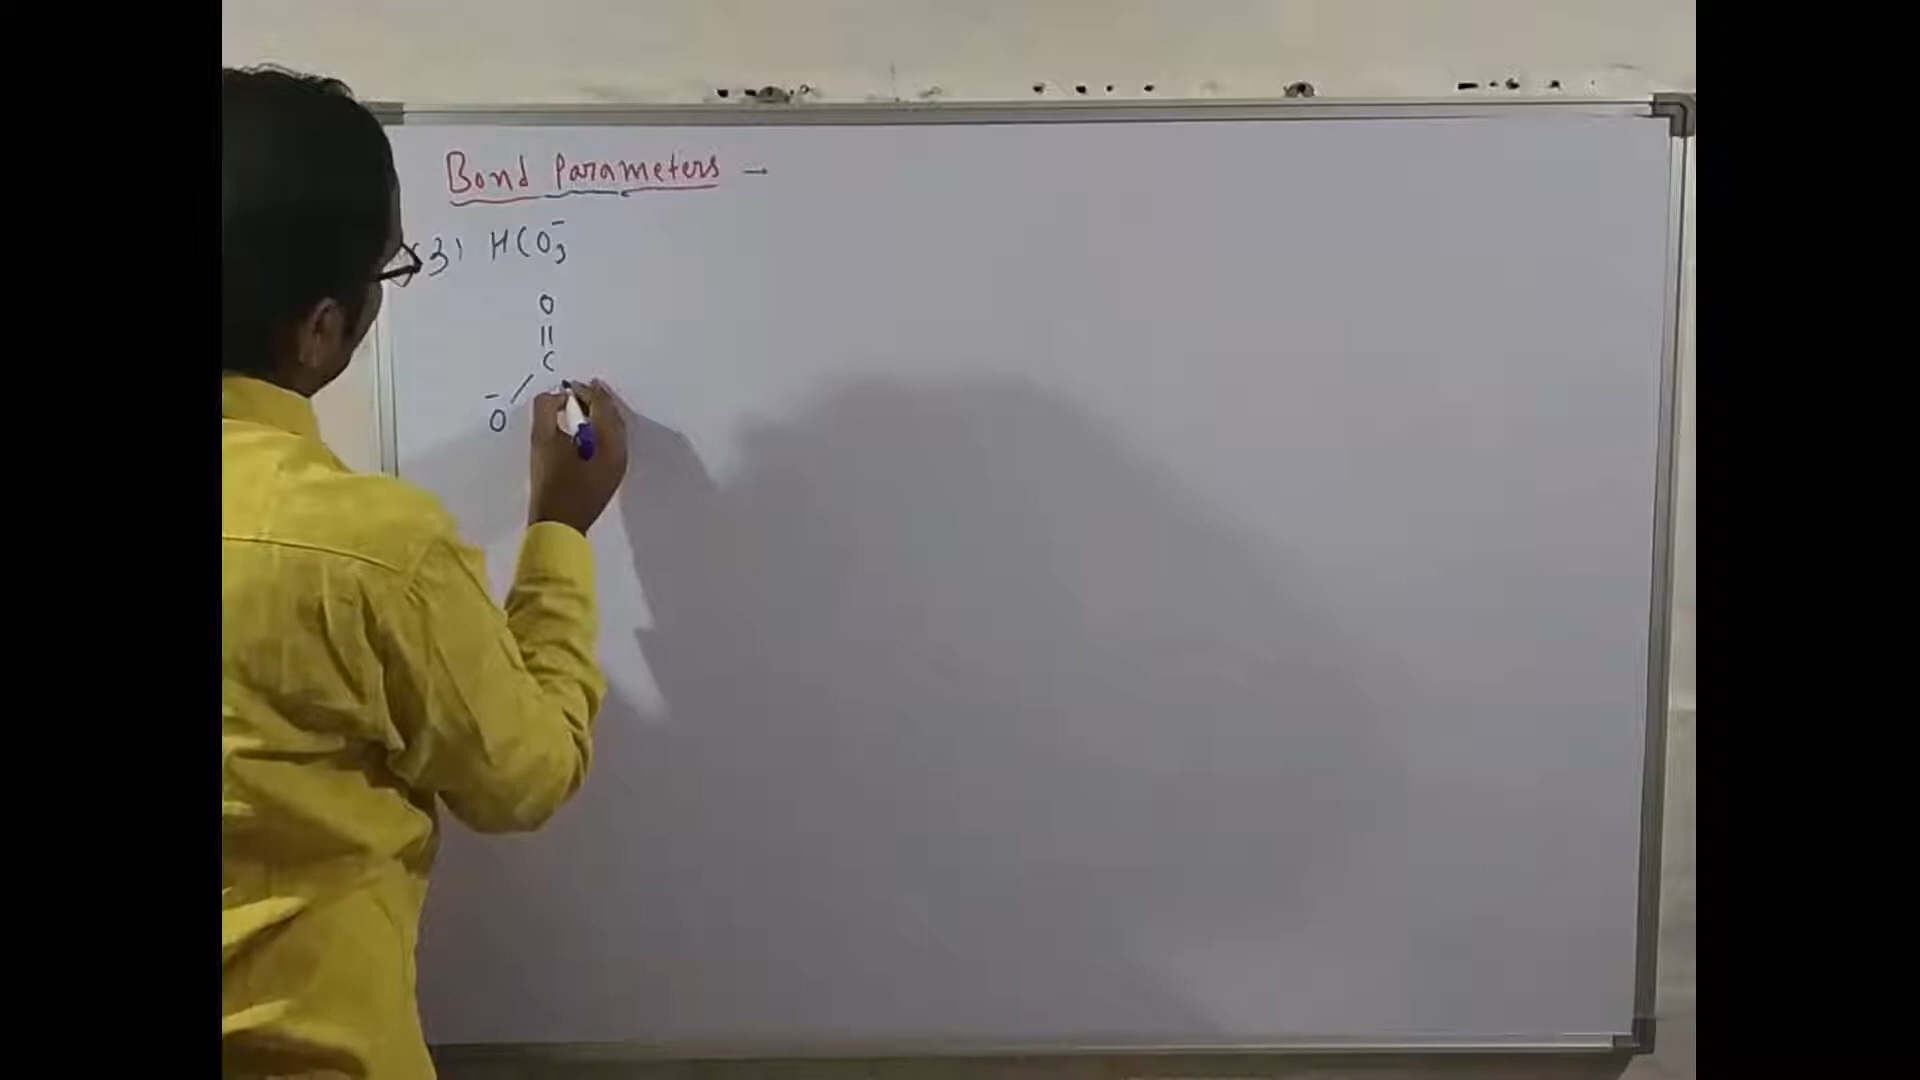 Bond Parameters -
(3) HCO₃⁻
O
||
C
/
-
O